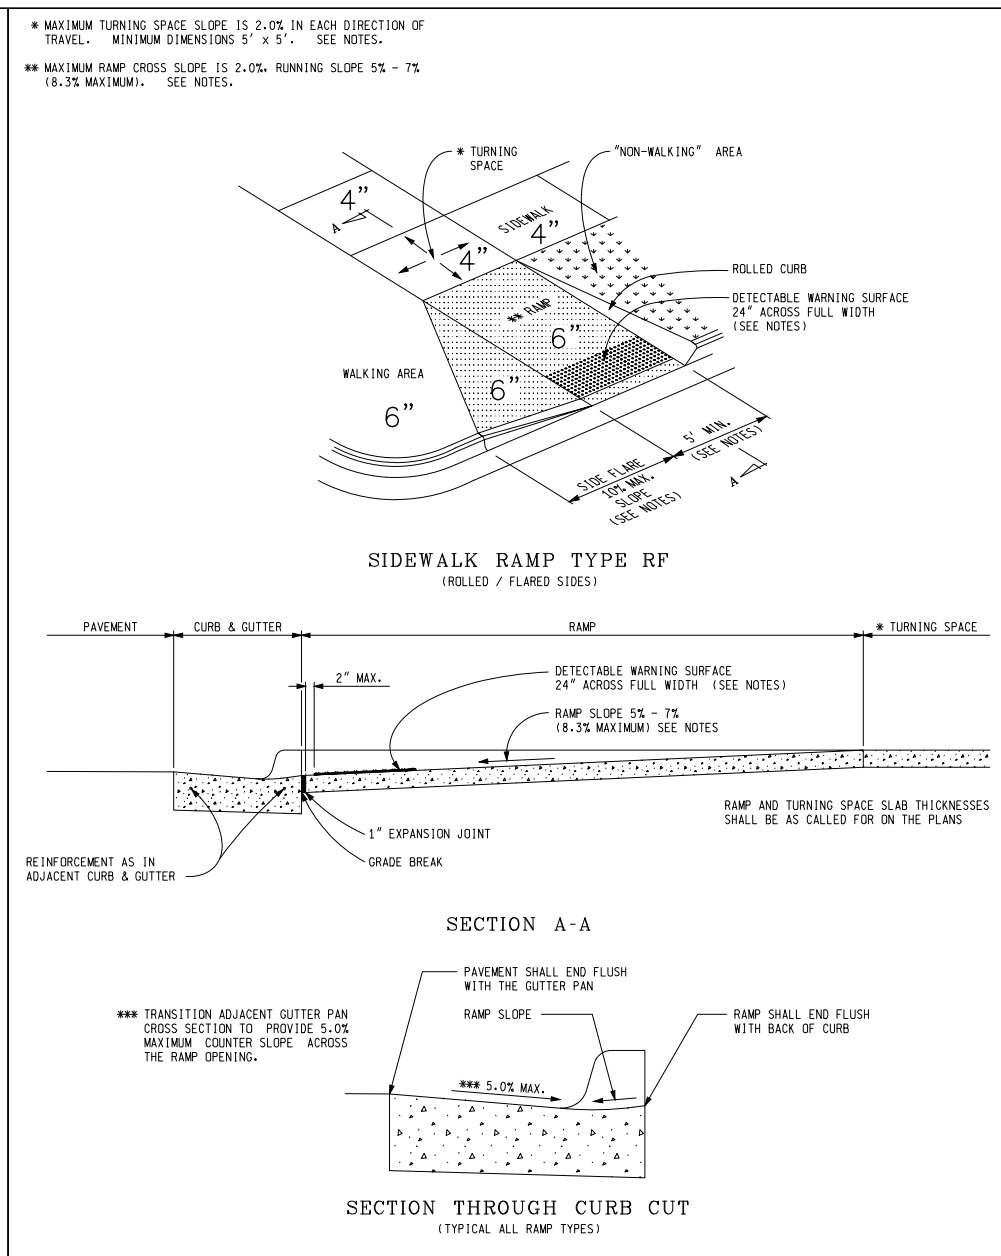 * MAXIMUM TURNING SPACE SLOPE IS 2.0% IN EACH DIRECTION OF
TRAVEL. MINIMUM DIMENSIONS 5' x 5'. SEE NOTES.
** MAXIMUM RAMP CROSS SLOPE IS 2.0%. RUNNING SLOPE 5% - 7%
(8.3% MAXIMUM). SEE NOTES.
* TURNING
SPACE
"NON-WALKING" AREA
4"
A
SIDEWALK
4"
4"
ROLLED CURB
DETECTABLE WARNING SURFACE
24" ACROSS FULL WIDTH
(SEE NOTES)
** RAMP
6"
WALKING AREA
6"
6"
5' MIN.
(SEE NOTES)
SIDE FLARE
10% MAX.
SLOPE
(SEE NOTES)
A
SIDEWALK RAMP TYPE RF
(ROLLED / FLARED SIDES)
PAVEMENT
CURB & GUTTER
RAMP
* TURNING SPACE
2" MAX.
DETECTABLE WARNING SURFACE
24" ACROSS FULL WIDTH (SEE NOTES)
RAMP SLOPE 5% - 7%
(8.3% MAXIMUM) SEE NOTES
RAMP AND TURNING SPACE SLAB THICKNESSES
SHALL BE AS CALLED FOR ON THE PLANS
1" EXPANSION JOINT
GRADE BREAK
REINFORCEMENT AS IN
ADJACENT CURB & GUTTER
SECTION A-A
PAVEMENT SHALL END FLUSH
WITH THE GUTTER PAN
*** TRANSITION ADJACENT GUTTER PAN
CROSS SECTION TO PROVIDE 5.0%
MAXIMUM COUNTER SLOPE ACROSS
THE RAMP OPENING.
RAMP SLOPE
RAMP SHALL END FLUSH
WITH BACK OF CURB
*** 5.0% MAX.
SECTION THROUGH CURB CUT
(TYPICAL ALL RAMP TYPES)